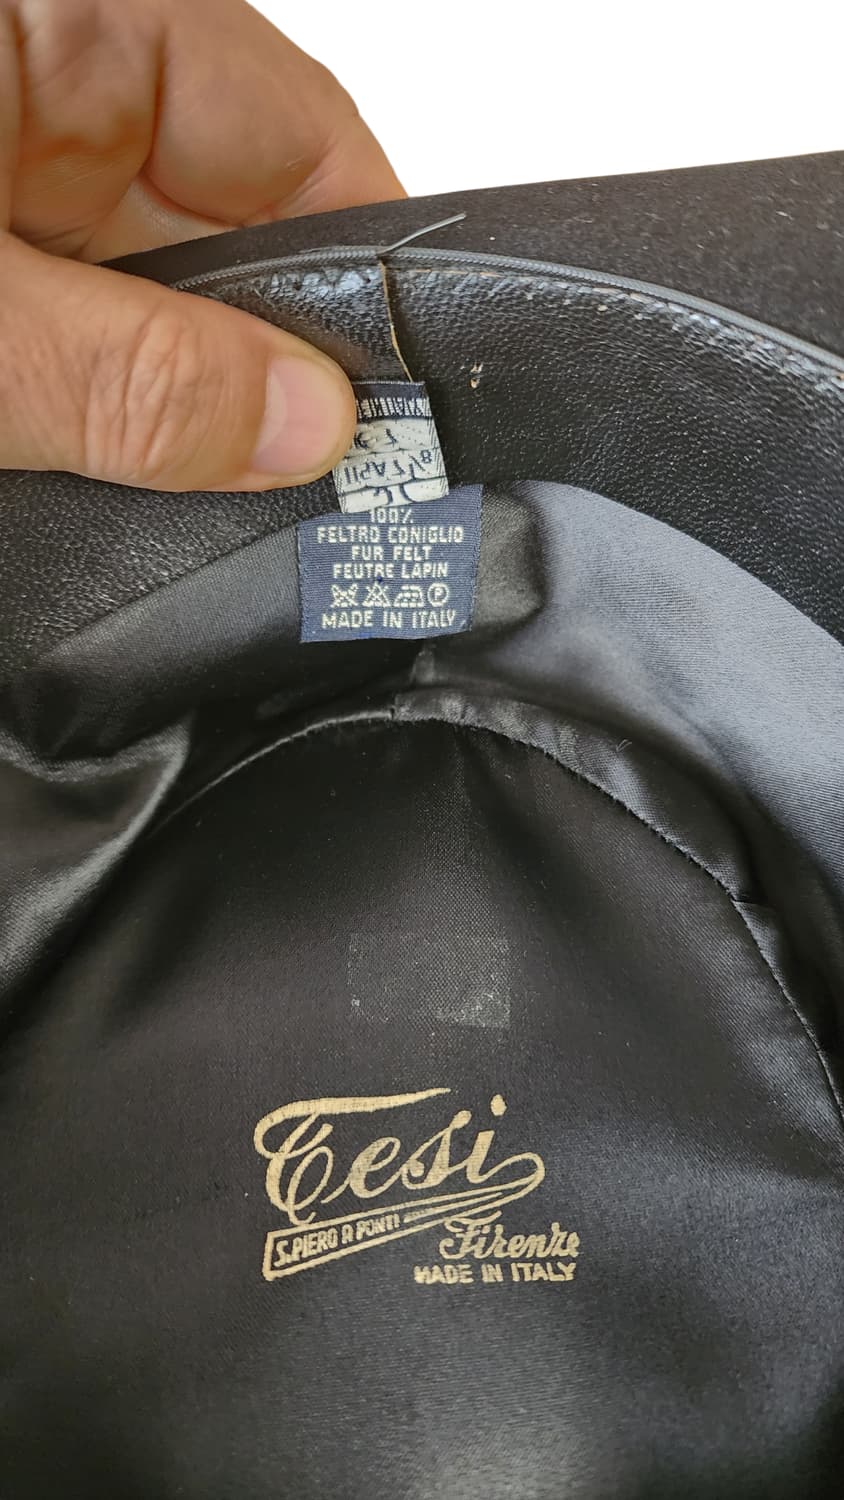 100%
FELTRO CONIGLIO
FUR FELT
FEUTRE LAPIN
P
MADE IN ITALY
Tesi
S.PIERO A PONTI
Firenze
MADE IN ITALY